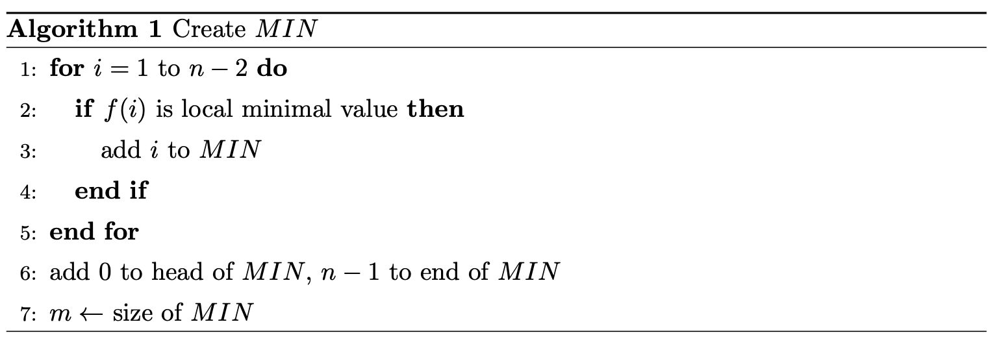 Algorithm 1 Create MIN
1: for i = 1 to n − 2 do
2: if f(i) is local minimal value then
3: add i to MIN
4: end if
5: end for
6: add 0 to head of MIN, n − 1 to end of MIN
7: m ← size of MIN